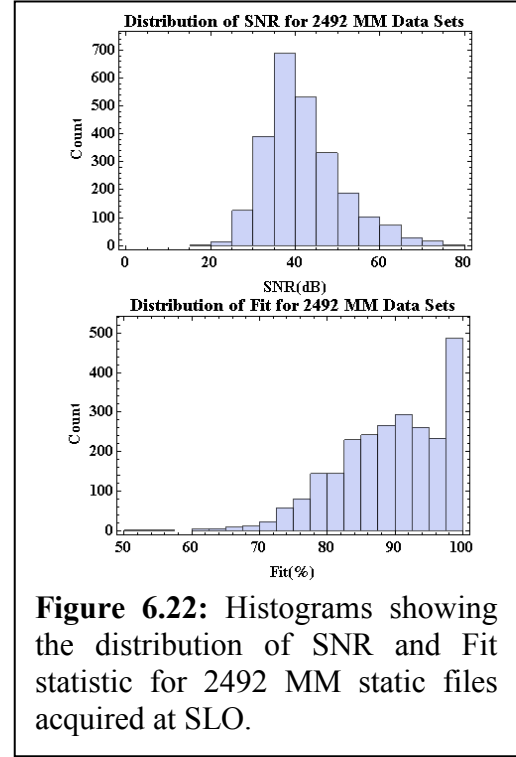 Distribution of SNR for 2492 MM Data Sets
700
600
500
400
300
200
100
0
Count
0 20 40 60 80
SNR(dB)
Distribution of Fit for 2492 MM Data Sets
500
400
300
200
100
0
Count
50 60 70 80 90 100
Fit(%)
Figure 6.22: Histograms showing
the distribution of SNR and Fit
statistic for 2492 MM static files
acquired at SLO.